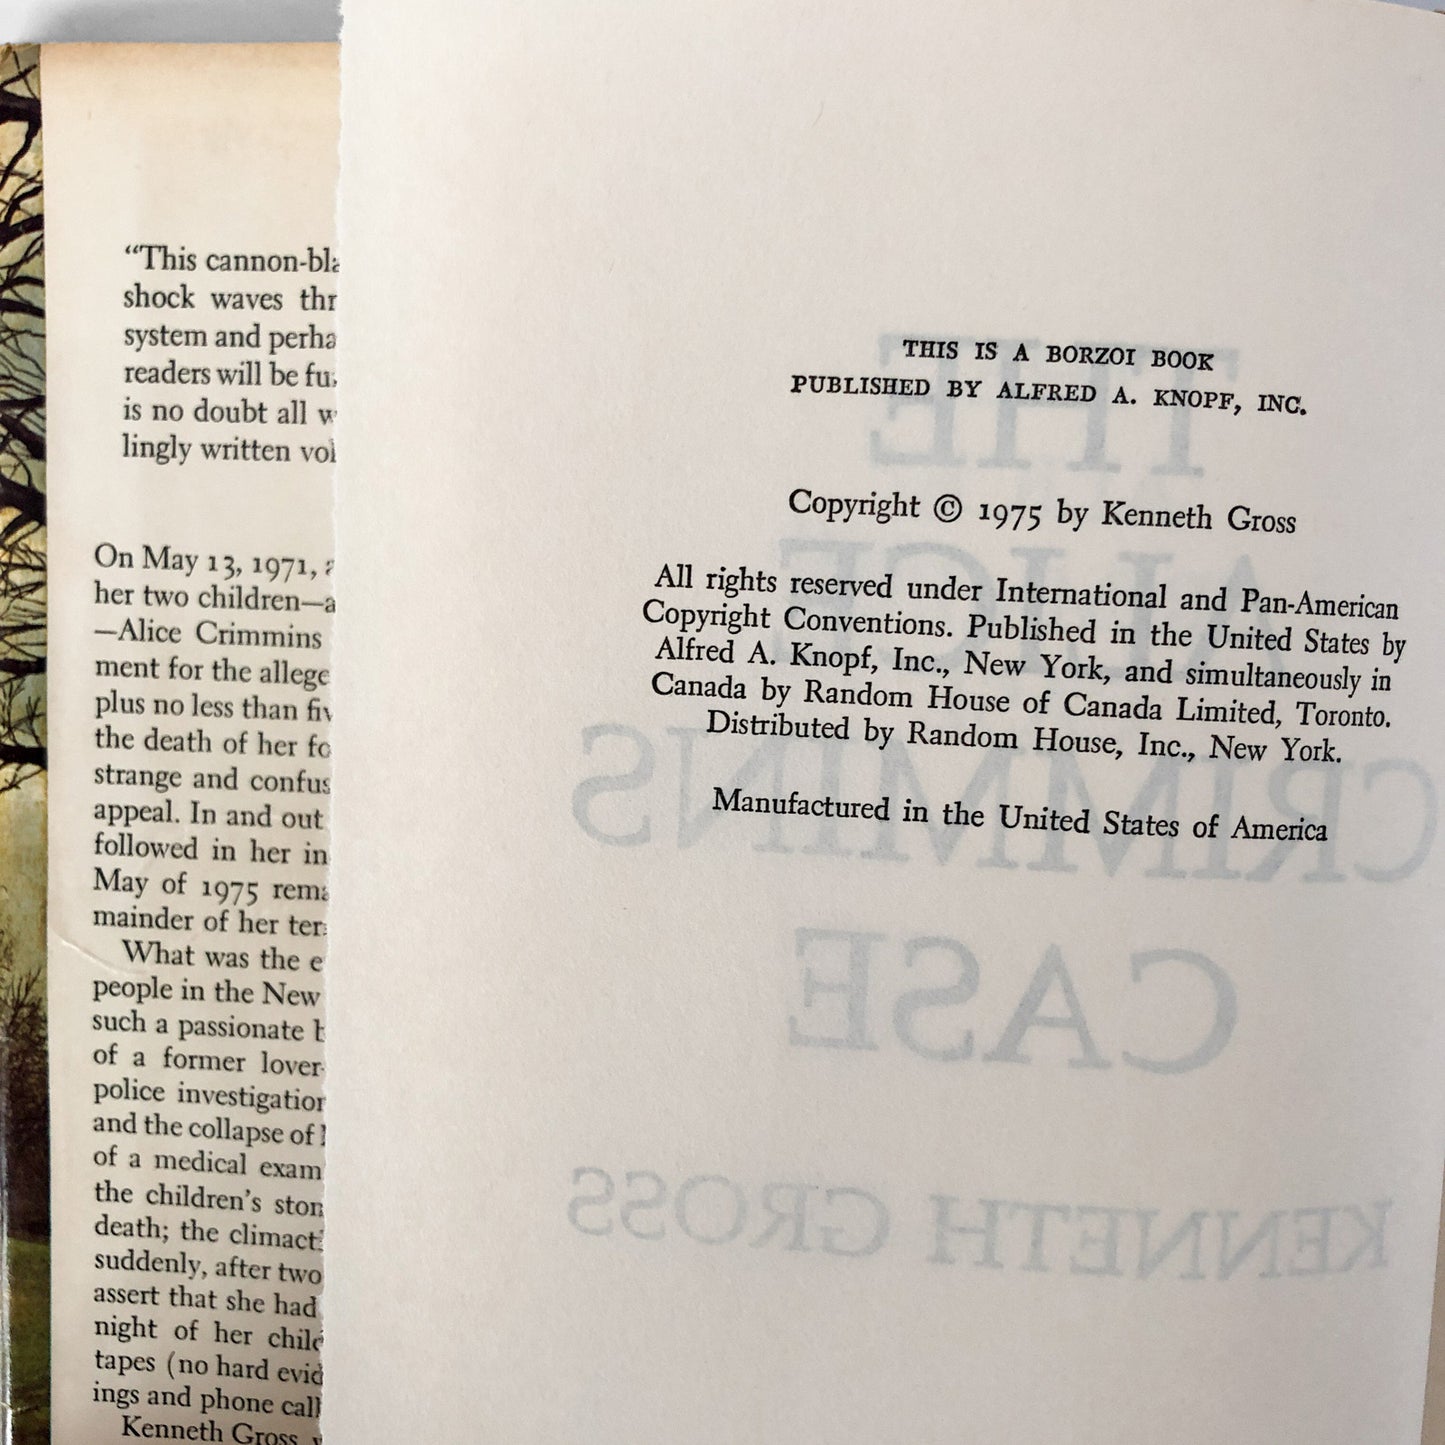 “This cannon-bla
shock waves thr
system and perha
readers will be fu
is no doubt all w
lingly written vol
On May 13, 1971, a
her two children—a
—Alice Crimmins
ment for the allege
plus no less than fiv
the death of her fo
strange and confus
appeal. In and out
followed in her in
May of 1975 rema
mainder of her ter
What was the e
people in the New
such a passionate b
of a former lover
police investigation
and the collapse of
of a medical exam
the children’s stom
death; the climact
suddenly, after two
assert that she had
night of her child
tapes (no hard evid
ings and phone call
Kenneth Gross,
THIS IS A BORZOI BOOK
PUBLISHED BY ALFRED A. KNOPF, INC.
Copyright © 1975 by Kenneth Gross
All rights reserved under International and Pan-American
Copyright Conventions. Published in the United States by
Alfred A. Knopf, Inc., New York, and simultaneously in
Canada by Random House of Canada Limited, Toronto.
Distributed by Random House, Inc., New York.
Manufactured in the United States of America
THE
ALICE
CRIMMINS
CASE
KENNETH GROSS